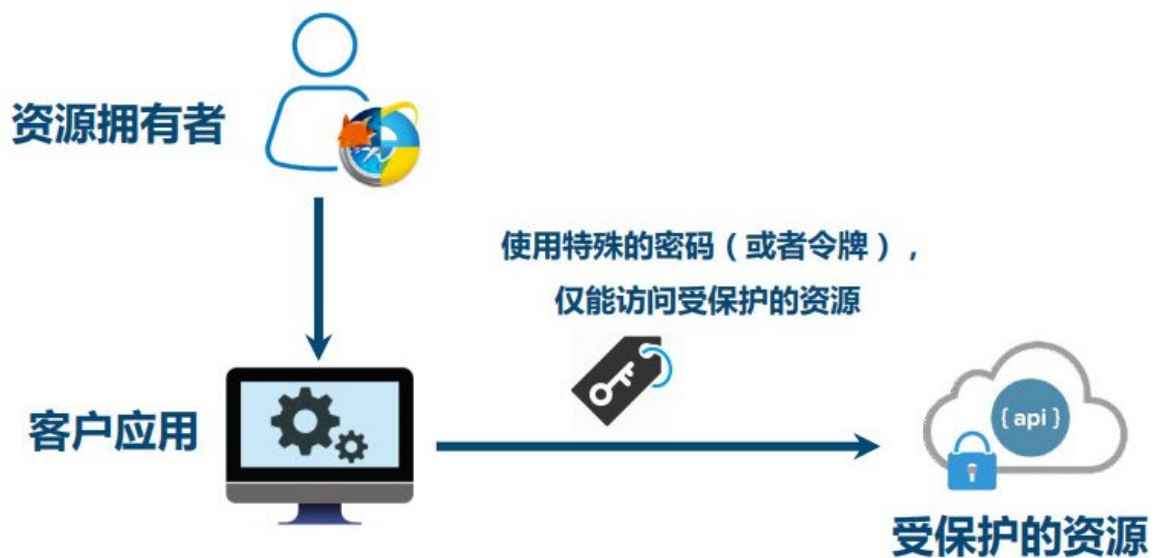 资源拥有者
使用特殊的密码（或者令牌），
仅能访问受保护的资源
客户应用
{api}
受保护的资源